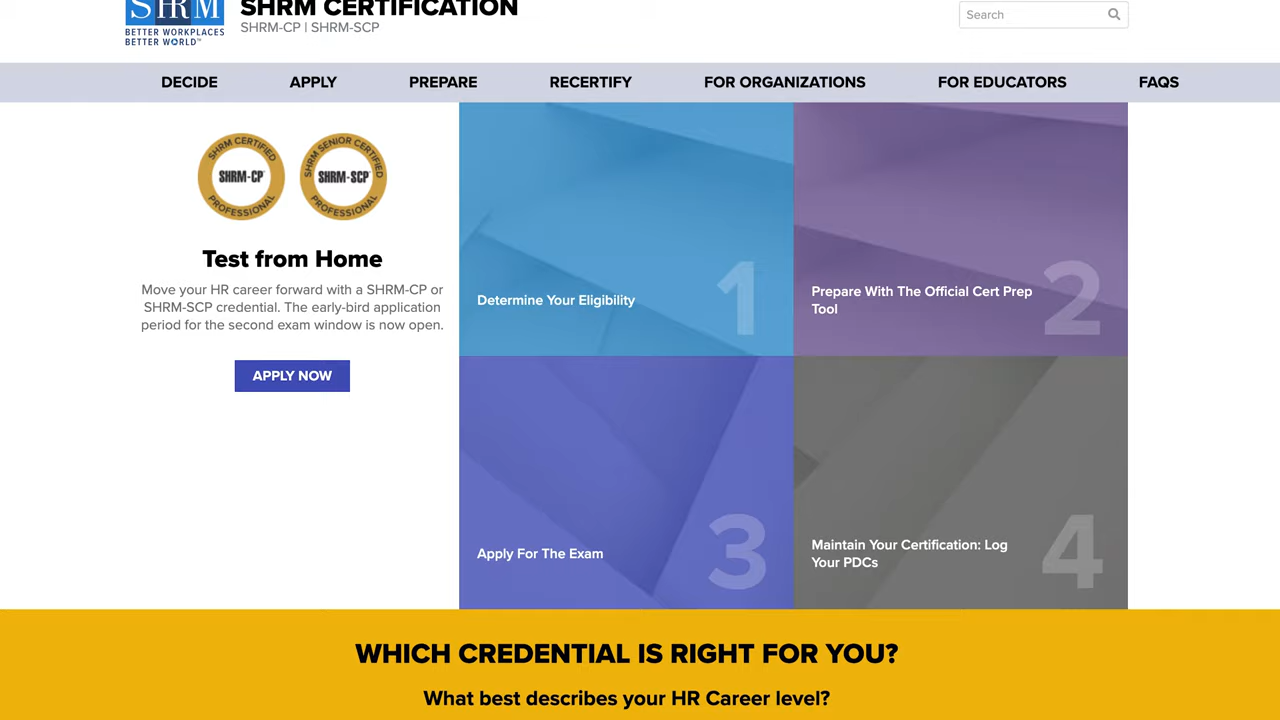 SHRM
BETTER WORKPLACES
BETTER WORLD™
SHRM CERTIFICATION
SHRM-CP | SHRM-SCP
Search
DECIDE
APPLY
PREPARE
RECERTIFY
FOR ORGANIZATIONS
FOR EDUCATORS
FAQS
SHRM CERTIFIED
SHRM-CP
PROFESSIONAL
SHRM SENIOR CERTIFIED
SHRM-SCP
PROFESSIONAL
Test from Home
Move your HR career forward with a SHRM-CP or
SHRM-SCP credential. The early-bird application
period for the second exam window is now open.
APPLY NOW
Determine Your Eligibility
1
Prepare With The Official Cert Prep
Tool
2
Apply For The Exam
3
Maintain Your Certification: Log
Your PDCs
4
WHICH CREDENTIAL IS RIGHT FOR YOU?
What best describes your HR Career level?